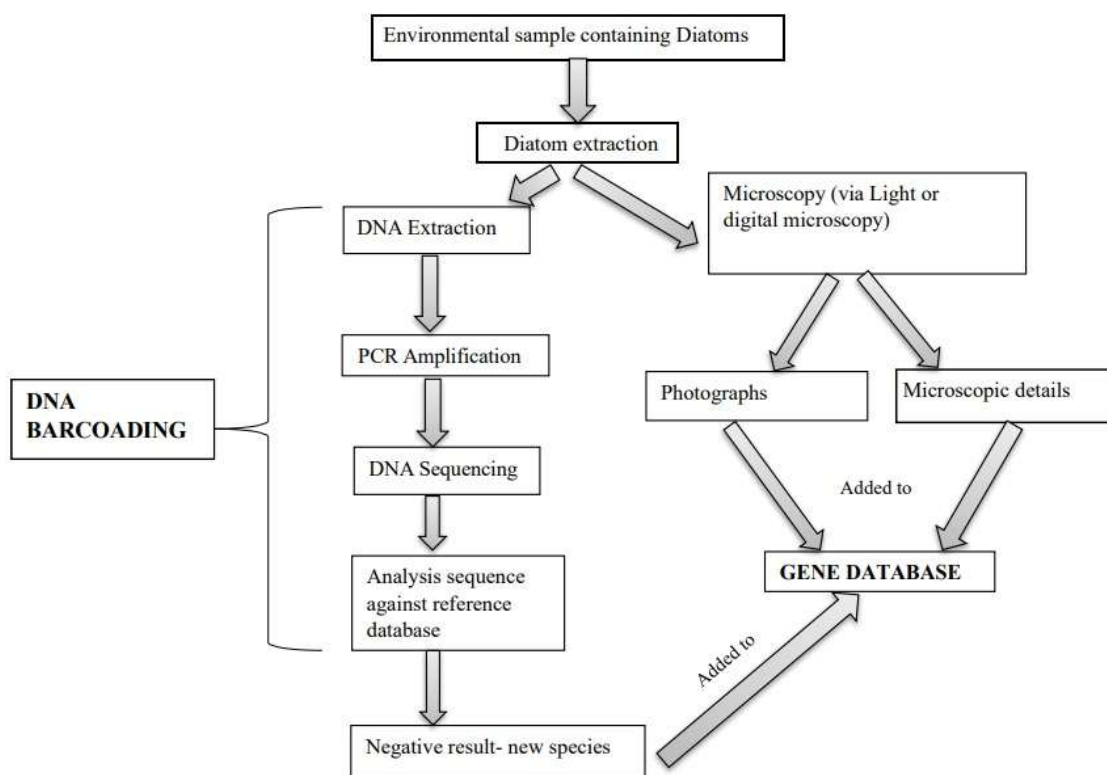 Environmental sample containing Diatoms
Diatom extraction
Microscopy (via Light or
digital microscopy)
DNA Extraction
PCR Amplification
DNA
BARCOADING
Photographs
Microscopic details
DNA Sequencing
Added to
Analysis sequence
against reference
database
GENE DATABASE
Added to
Negative result- new species